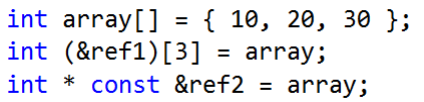 int array[] = { 10, 20, 30 };
int (&ref1)[3] = array;
int * const &ref2 = array;